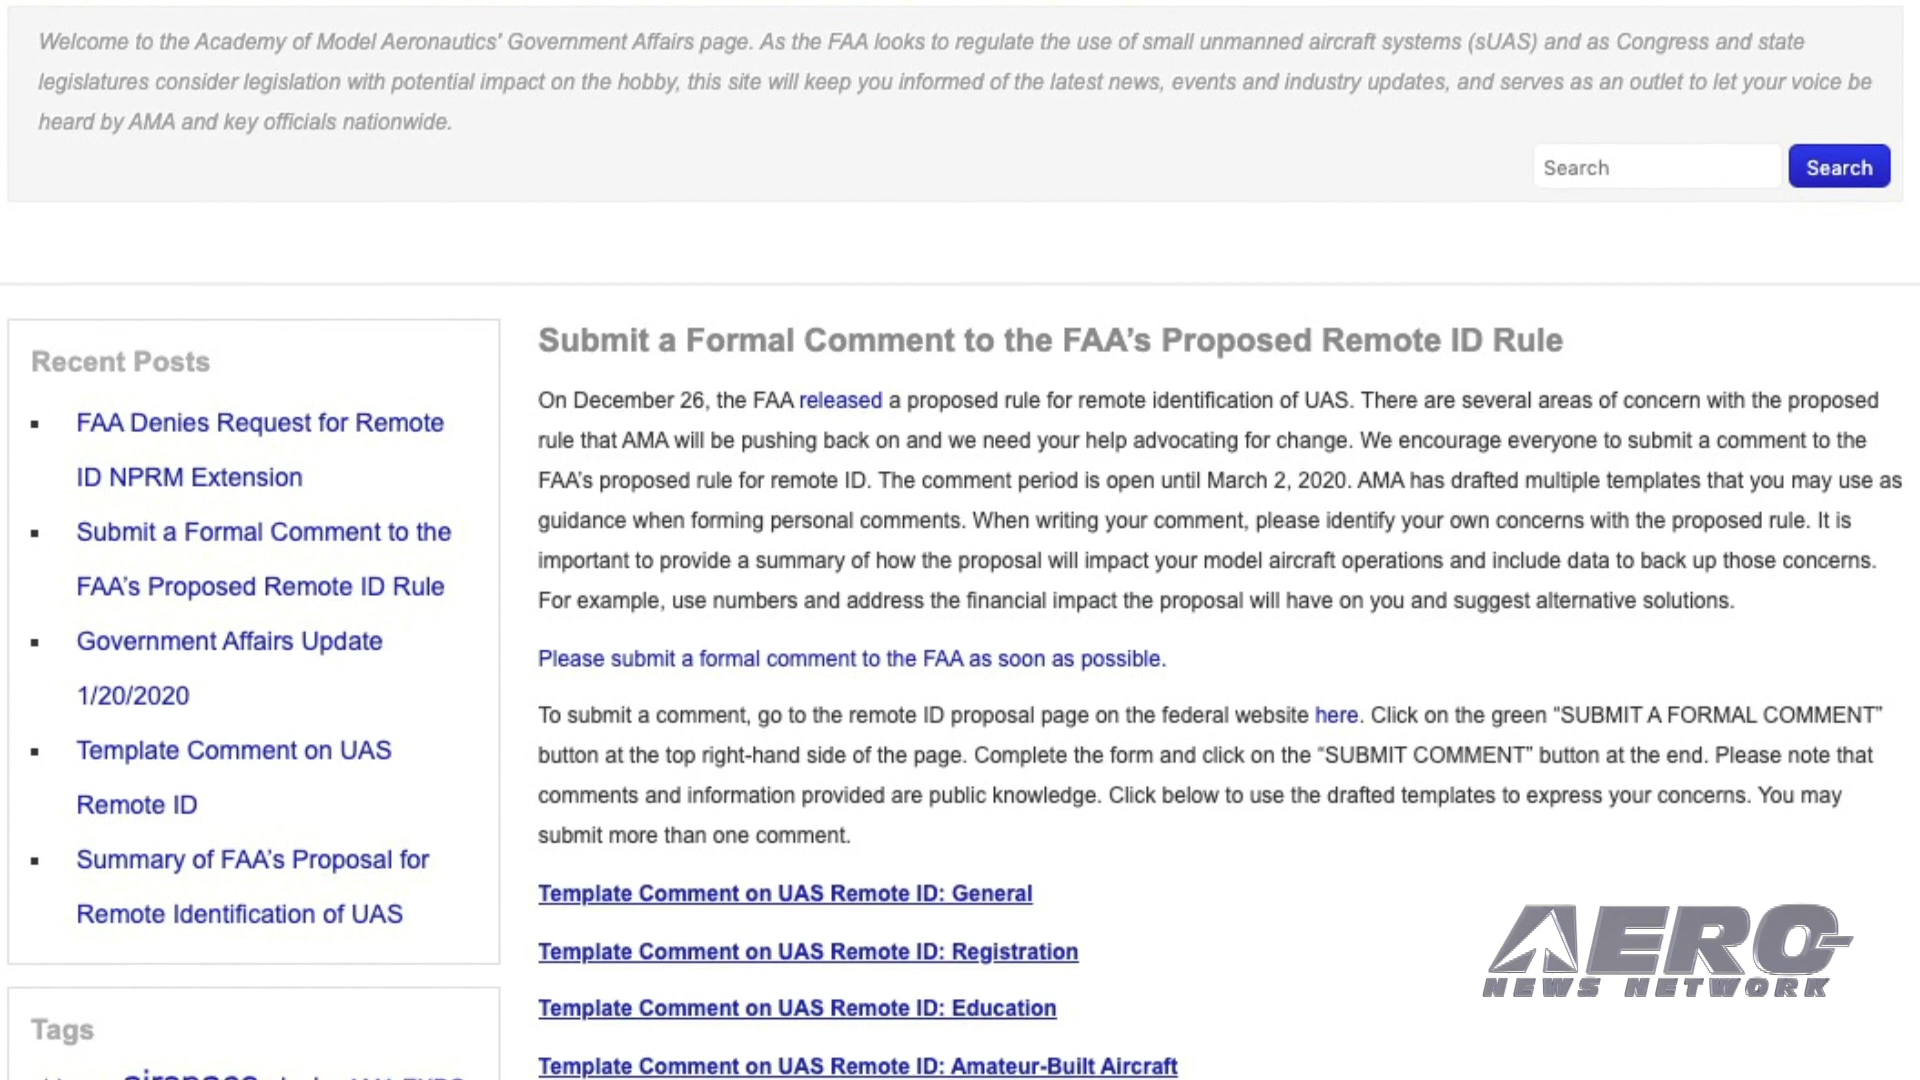 Welcome to the Academy of Model Aeronautics' Government Affairs page. As the FAA looks to regulate the use of small unmanned aircraft systems (sUAS) and as Congress and state
legislatures consider legislation with potential impact on the hobby, this site will keep you informed of the latest news, events and industry updates, and serves as an outlet to let your voice be
heard by AMA and key officials nationwide.
Search
Search
Recent Posts
FAA Denies Request for Remote
ID NPRM Extension
Submit a Formal Comment to the
FAA's Proposed Remote ID Rule
Government Affairs Update
1/20/2020
Template Comment on UAS
Remote ID
Summary of FAA's Proposal for
Remote Identification of UAS
Tags
airspace
Submit a Formal Comment to the FAA's Proposed Remote ID Rule
On December 26, the FAA released a proposed rule for remote identification of UAS. There are several areas of concern with the proposed
rule that AMA will be pushing back on and we need your help advocating for change. We encourage everyone to submit a comment to the
FAA's proposed rule for remote ID. The comment period is open until March 2, 2020. AMA has drafted multiple templates that you may use as
guidance when forming personal comments. When writing your comment, please identify your own concerns with the proposed rule. It is
important to provide a summary of how the proposal will impact your model aircraft operations and include data to back up those concerns.
For example, use numbers and address the financial impact the proposal will have on you and suggest alternative solutions.
Please submit a formal comment to the FAA as soon as possible.
To submit a comment, go to the remote ID proposal page on the federal website here. Click on the green “SUBMIT A FORMAL COMMENT”
button at the top right-hand side of the page. Complete the form and click on the “SUBMIT COMMENT” button at the end. Please note that
comments and information provided are public knowledge. Click below to use the drafted templates to express your concerns. You may
submit more than one comment.
Template Comment on UAS Remote ID: General
Template Comment on UAS Remote ID: Registration
Template Comment on UAS Remote ID: Education
Template Comment on UAS Remote ID: Amateur-Built Aircraft
AERO-
NEWS NETWORK